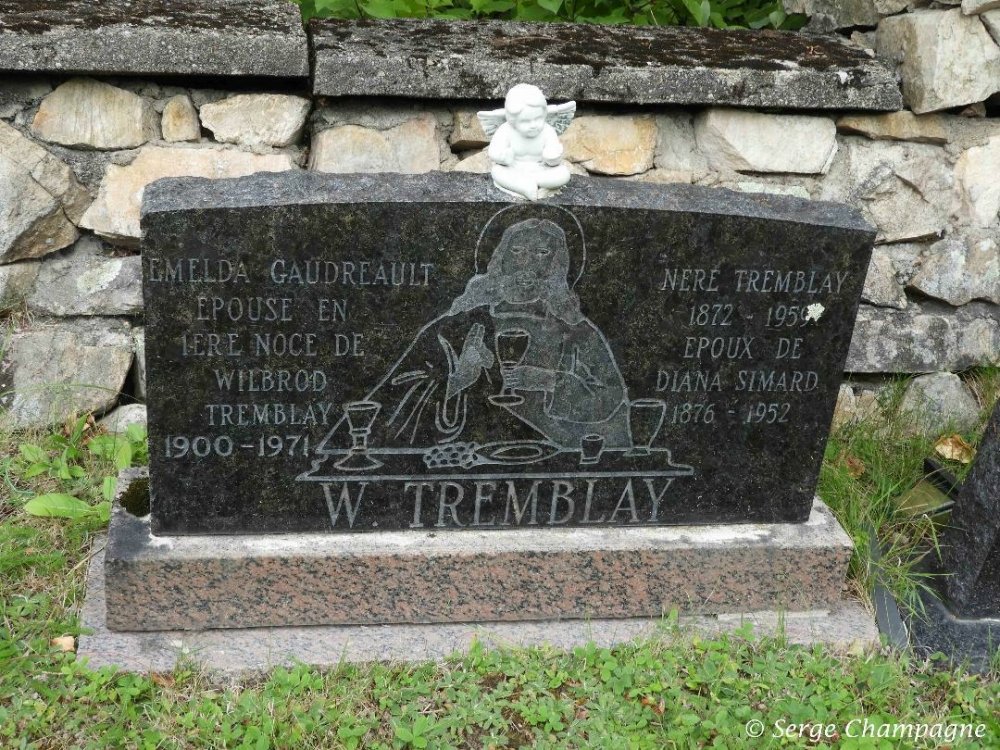 EMELDA GAUDREAULT
EPOUSE EN
1ERE NOCE DE
WILBROD
TREMBLAY
1900-1971
NERE TREMBLAY
1872 - 1959
EPOUX DE
DIANA SIMARD
1876 - 1952
W. TREMBLAY
© Serge Champagne